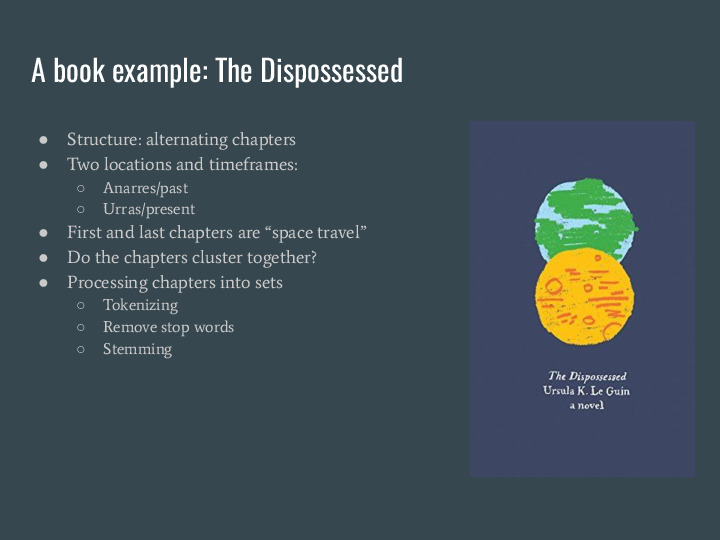 A book example: The Dispossessed
● Structure: alternating chapters
● Two locations and timeframes:
○ Anarres/past
○ Urras/present
● First and last chapters are “space travel”
● Do the chapters cluster together?
● Processing chapters into sets
○ Tokenizing
○ Remove stop words
○ Stemming
The Dispossessed
Ursula K. Le Guin
a novel